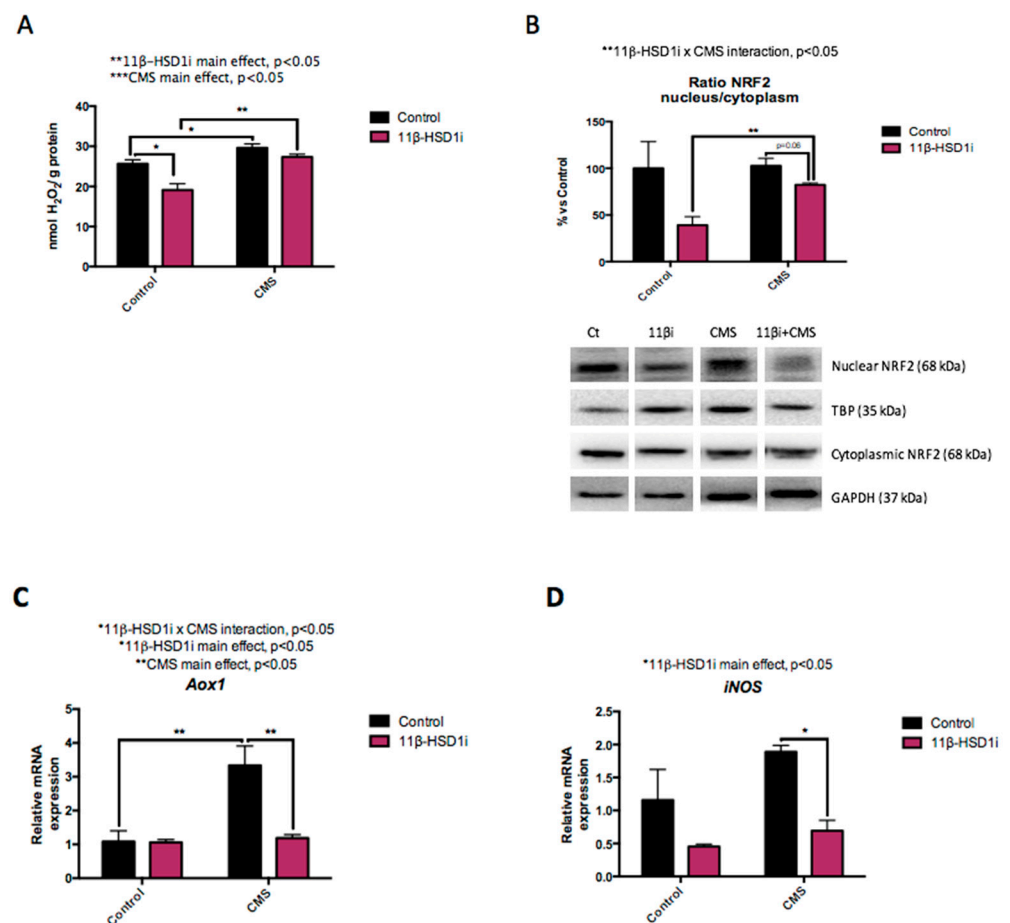 A
**11β-HSD1i main effect, p<0.05
***CMS main effect, p<0.05
nmol H2O2/ g protein
40
30
20
10
0
*
*
**
Control
11β-HSD1i
Control
CMS
B
**11β-HSD1i x CMS interaction, p<0.05
Ratio NRF2
nucleus/cytoplasm
% vs Control
150
100
50
0
**
p=0.06
Control
11β-HSD1i
Control
CMS
Ct 11βi CMS 11βi+CMS
Nuclear NRF2 (68 kDa)
TBP (35 kDa)
Cytoplasmic NRF2 (68 kDa)
GAPDH (37 kDa)
C
*11β-HSD1i x CMS interaction, p<0.05
*11β-HSD1i main effect, p<0.05
**CMS main effect, p<0.05
Aox1
Relative mRNA
expression
5
4
3
2
1
0
**
**
Control
11β-HSD1i
Control
CMS
D
*11β-HSD1i main effect, p<0.05
iNOS
Relative mRNA
expression
2.5
2.0
1.5
1.0
0.5
0.0
*
Control
11β-HSD1i
Control
CMS